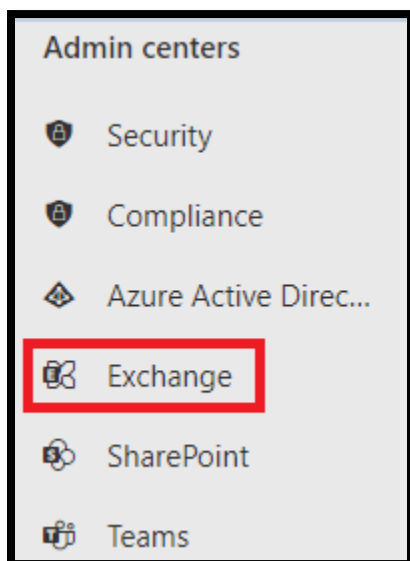 Admin centers
Security
Compliance
Azure Active Direc...
Exchange
SharePoint
Teams